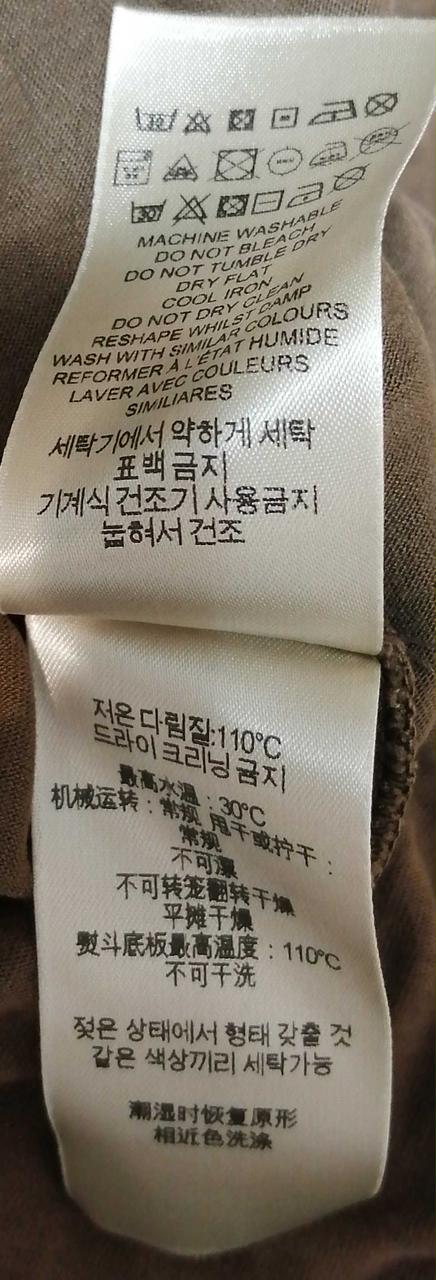 30
30
MACHINE WASHABLE
DO NOT BLEACH
DO NOT TUMBLE DRY
DRY FLAT
COOL IRON
DO NOT DRY CLEAN
RESHAPE WHILST DAMP
WASH WITH SIMILAR COLOURS
REFORMER À L'ÉTAT HUMIDE
LAVER AVEC COULEURS
SIMILIARES
세탁기에서 약하게 세탁
표백 금지
기계식 건조기 사용금지
눕혀서 건조
저온 다림질:110°C
드라이 크리닝 금지
最高水温：30°C
机械运转：常规 甩干或拧干：
常规
不可漂
不可转笼翻转干燥
平摊干燥
熨斗底板最高温度：110°C
不可干洗
젖은 상태에서 형태 갖출 것
같은 색상끼리 세탁가능
潮湿时恢复原形
相近色洗涤